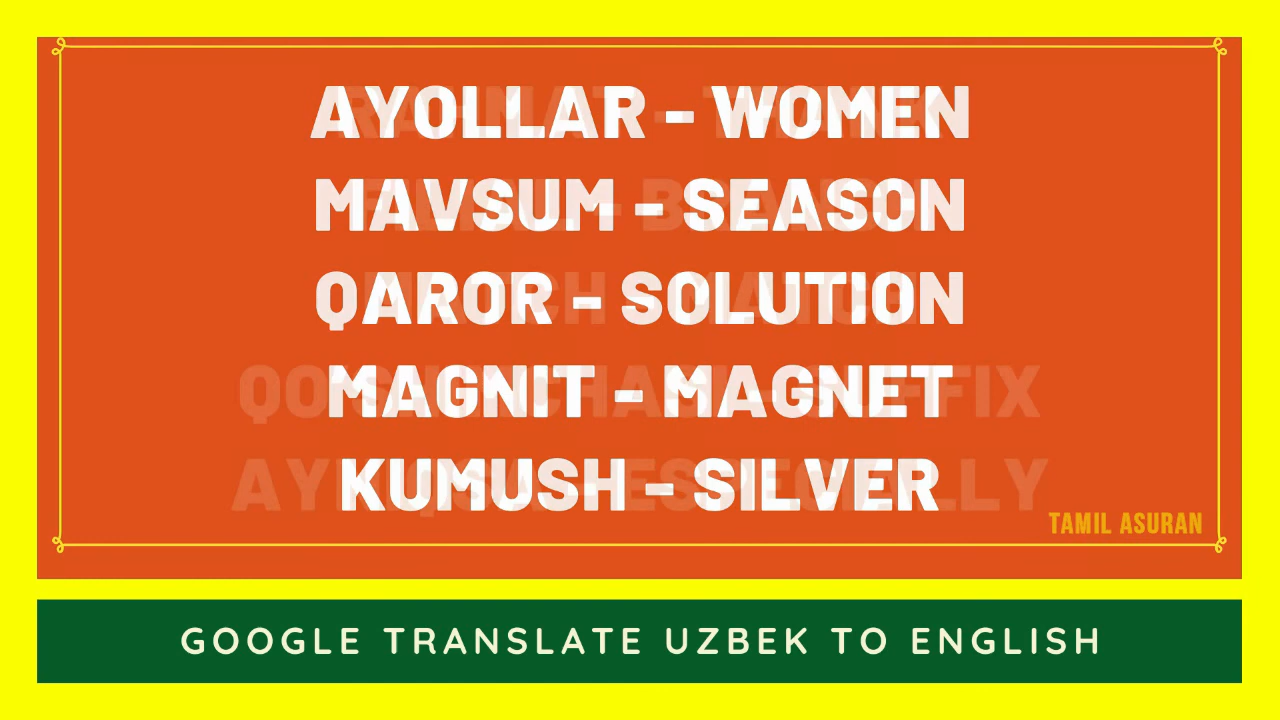 AYOLLAR - WOMEN
MAVSUM - SEASON
QAROR - SOLUTION
MAGNIT - MAGNET
KUMUSH - SILVER
TAMIL ASURAN
GOOGLE TRANSLATE UZBEK TO ENGLISH